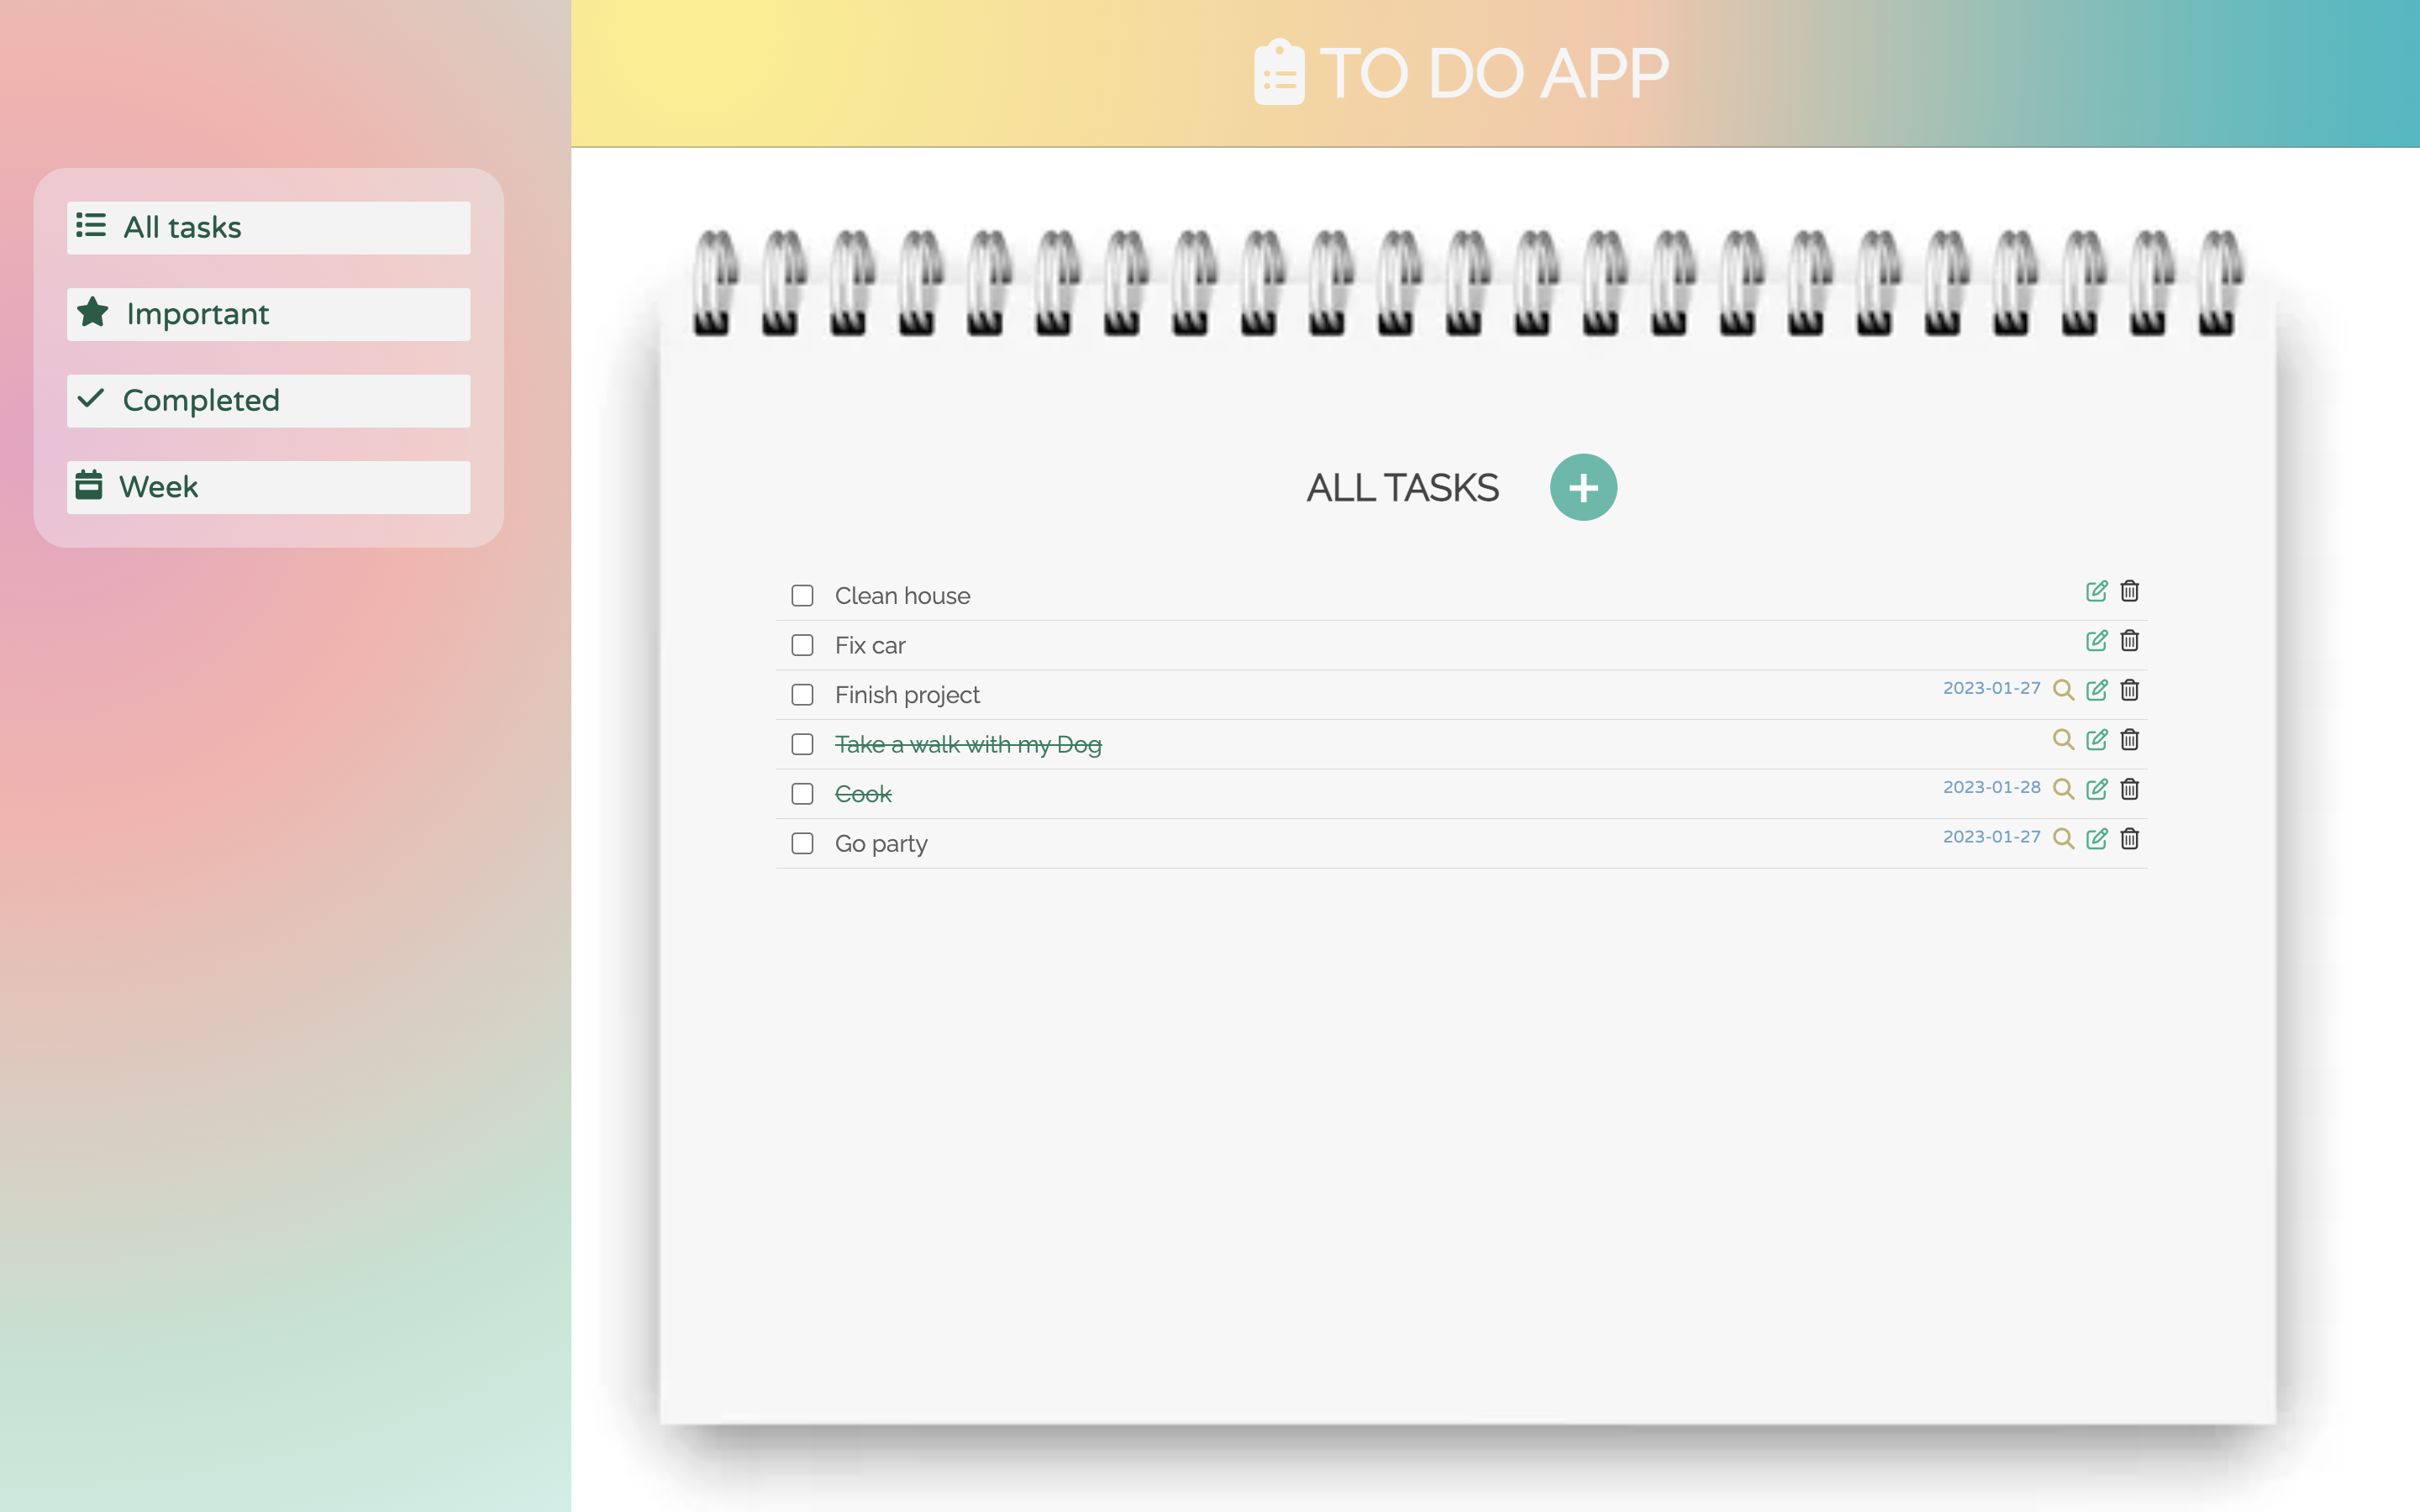 TO DO APP
All tasks
Important
Completed
Week
ALL TASKS
Clean house
Fix car
Finish project 2023-01-27
Take a walk with my Dog
Cook 2023-01-28
Go party 2023-01-27